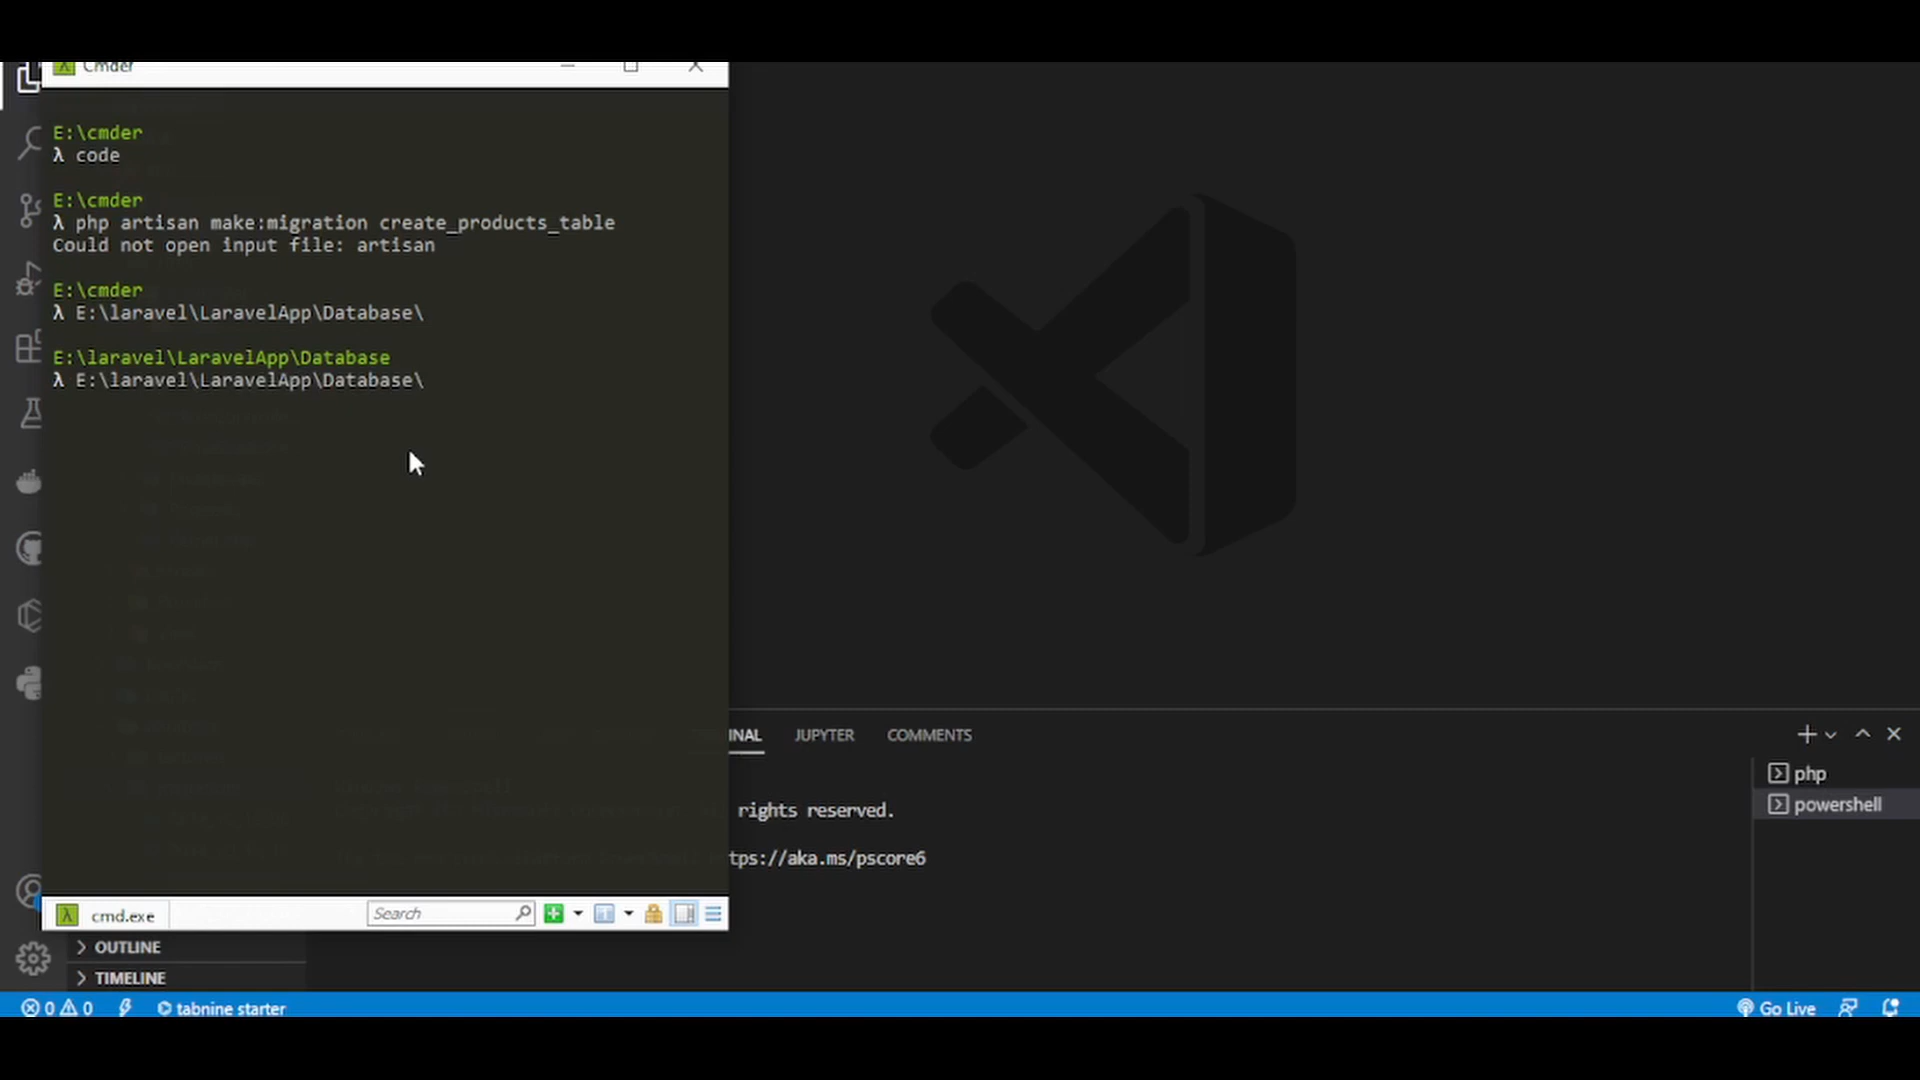 Cmder
E:\cmder
λ code
E:\cmder
λ php artisan make:migration create_products_table
Could not open input file: artisan
E:\cmder
λ E:\laravel\LaravelApp\Database\
E:\laravel\LaravelApp\Database
λ E:\laravel\LaravelApp\Database\
INAL JUPYTER COMMENTS
php
powershell
rights reserved.
tps://aka.ms/pscore6
cmd.exe
Search
OUTLINE
TIMELINE
0 0 tabnine starter
Go Live